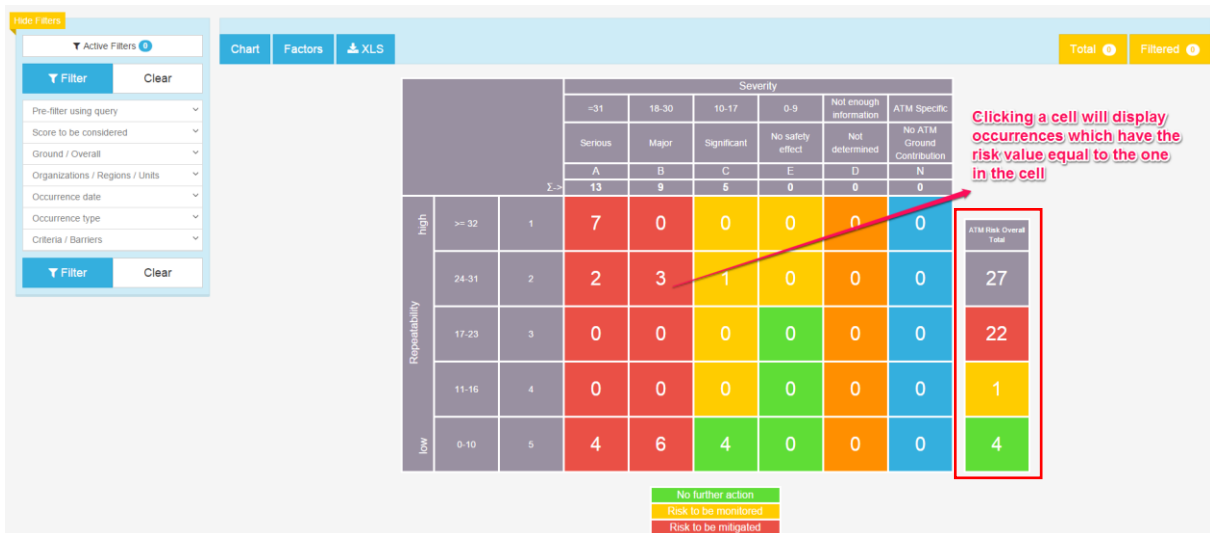 Hide Filters
Active Filters 0
Filter Clear
Pre-filter using query
Score to be considered
Ground / Overall
Organizations / Regions / Units
Occurrence date
Occurrence type
Criteria / Barriers
Filter Clear
Chart Factors XLS
Total 0 Filtered 0
Severity
=31 18-30 10-17 0-9 Not enough information ATM Specific
Serious Major Significant No safety effect Not determined No ATM Ground Contribution
A B C E D N
Σ-> 13 9 5 0 0 0
Repeatability
high >= 32 1 7 0 0 0 0 0
24-31 2 2 3 1 0 0 0
17-23 3 0 0 0 0 0 0
11-16 4 0 0 0 0 0 0
low 0-10 5 4 6 4 0 0 0
Clicking a cell will display
occurrences which have the
risk value equal to the one
in the cell
ATM Risk Overall
Total
27
22
1
4
No further action
Risk to be monitored
Risk to be mitigated